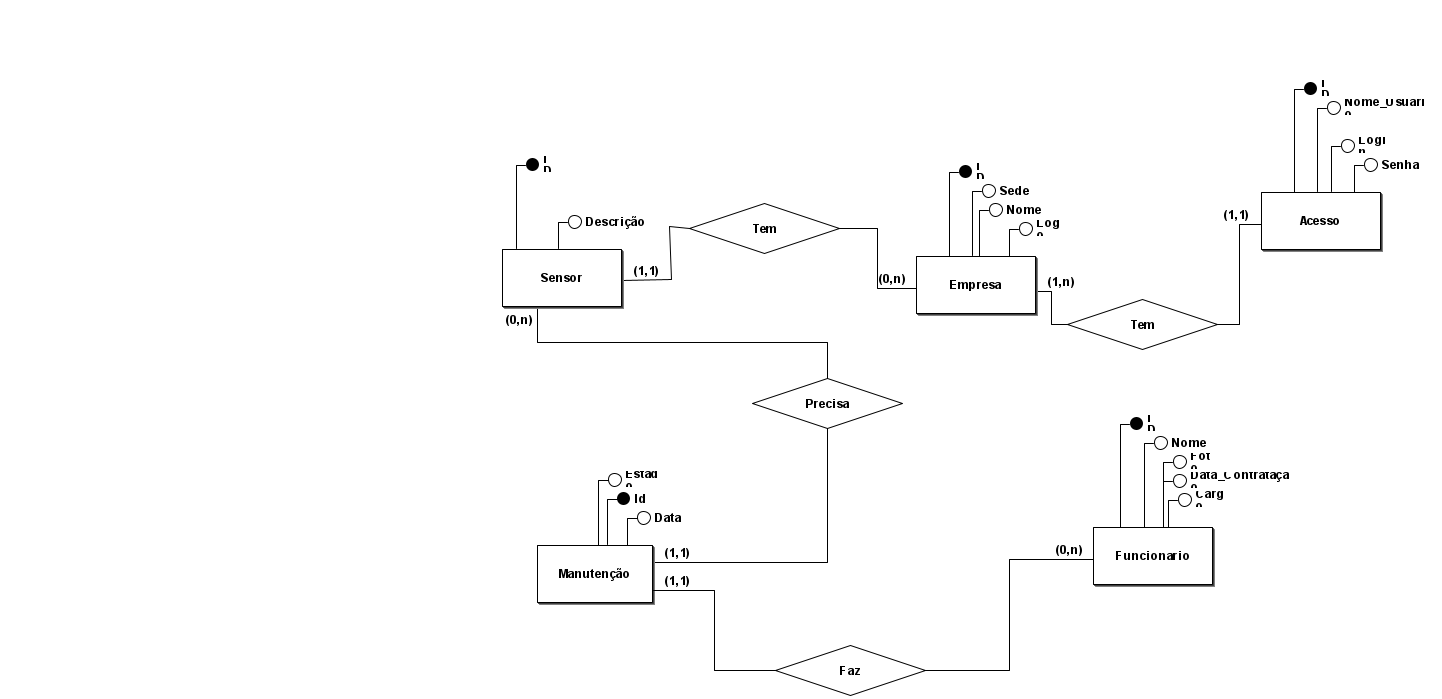 I
D
Nome_Usuari
o
Logi
n
Senha
Acesso
(1,1)
I
D
Descrição
Sensor
(1,1)
(0,n)
Tem
I
D
Sede
Nome
Log
o
Empresa
(0,n)
(1,n)
Tem
Precisa
Estad
o
Id
Data
Manutenção
(1,1)
(1,1)
I
D
Nome
Fot
o
Data_Contrataçã
o
Carg
o
Funcionario
(0,n)
Faz